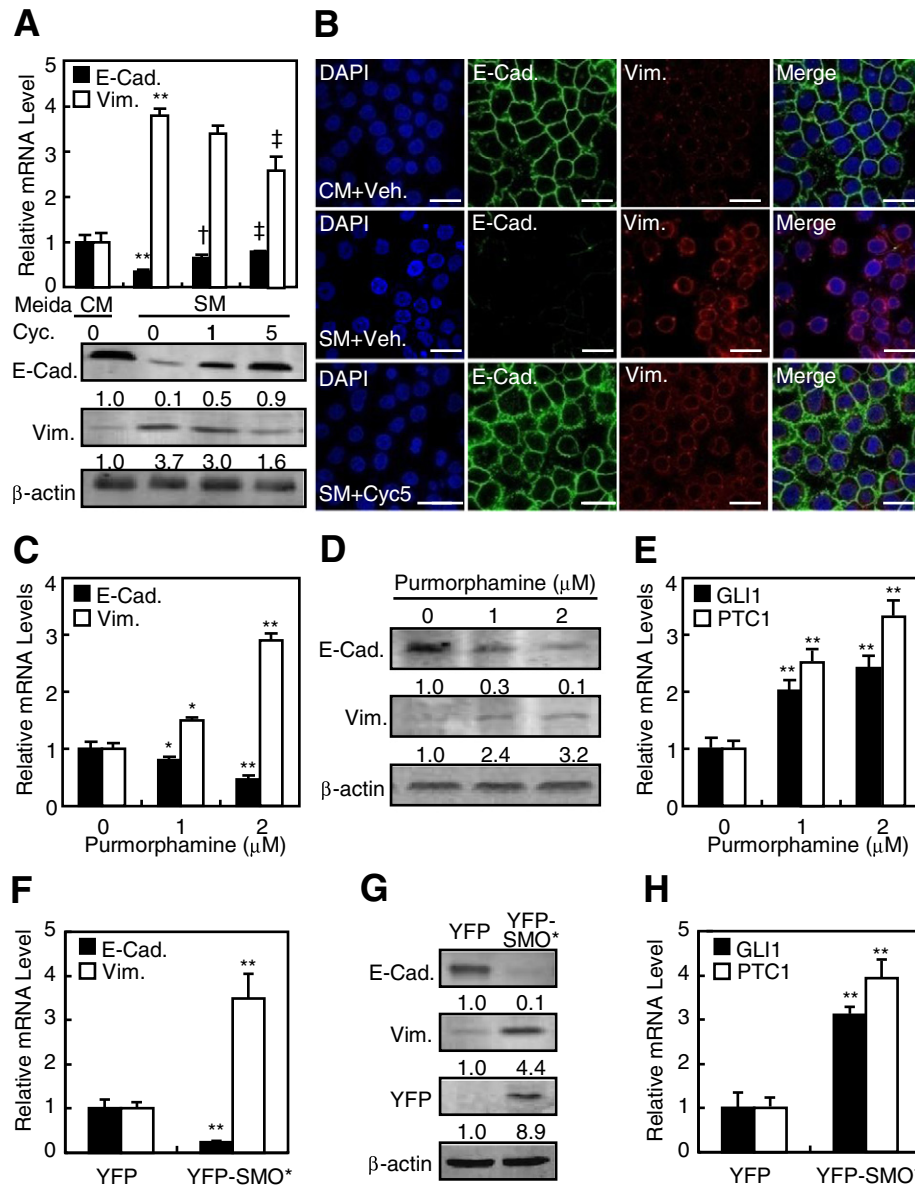 A
E-Cad.
Vim.
5
4
3
2
1
0
Relative mRNA Level
**
**
†
‡
‡
Meida CM SM
Cyc. 0 0 1 5
E-Cad.
1.0 0.1 0.5 0.9
Vim.
1.0 3.7 3.0 1.6
β-actin
B
DAPI E-Cad. Vim. Merge
CM+Veh.
DAPI E-Cad. Vim. Merge
SM+Veh.
DAPI E-Cad. Vim. Merge
SM+Cyc5
C
E-Cad.
Vim.
4
3
2
1
0
Relative mRNA Levels
*
*
**
**
0 1 2
Purmorphamine (μM)
D
Purmorphamine (μM)
0 1 2
E-Cad.
1.0 0.3 0.1
Vim.
1.0 2.4 3.2
β-actin
E
GLI1
PTC1
4
3
2
1
0
Relative mRNA Levels
**
**
**
**
0 1 2
Purmorphamine (μM)
F
E-Cad.
Vim.
5
4
3
2
1
0
Relative mRNA Level
**
**
YFP YFP-SMO*
G
YFP YFP-
SMO*
E-Cad.
1.0 0.1
Vim.
1.0 4.4
YFP
1.0 8.9
β-actin
H
GLI1
PTC1
5
4
3
2
1
0
Relative mRNA Level
**
**
YFP YFP-SMO